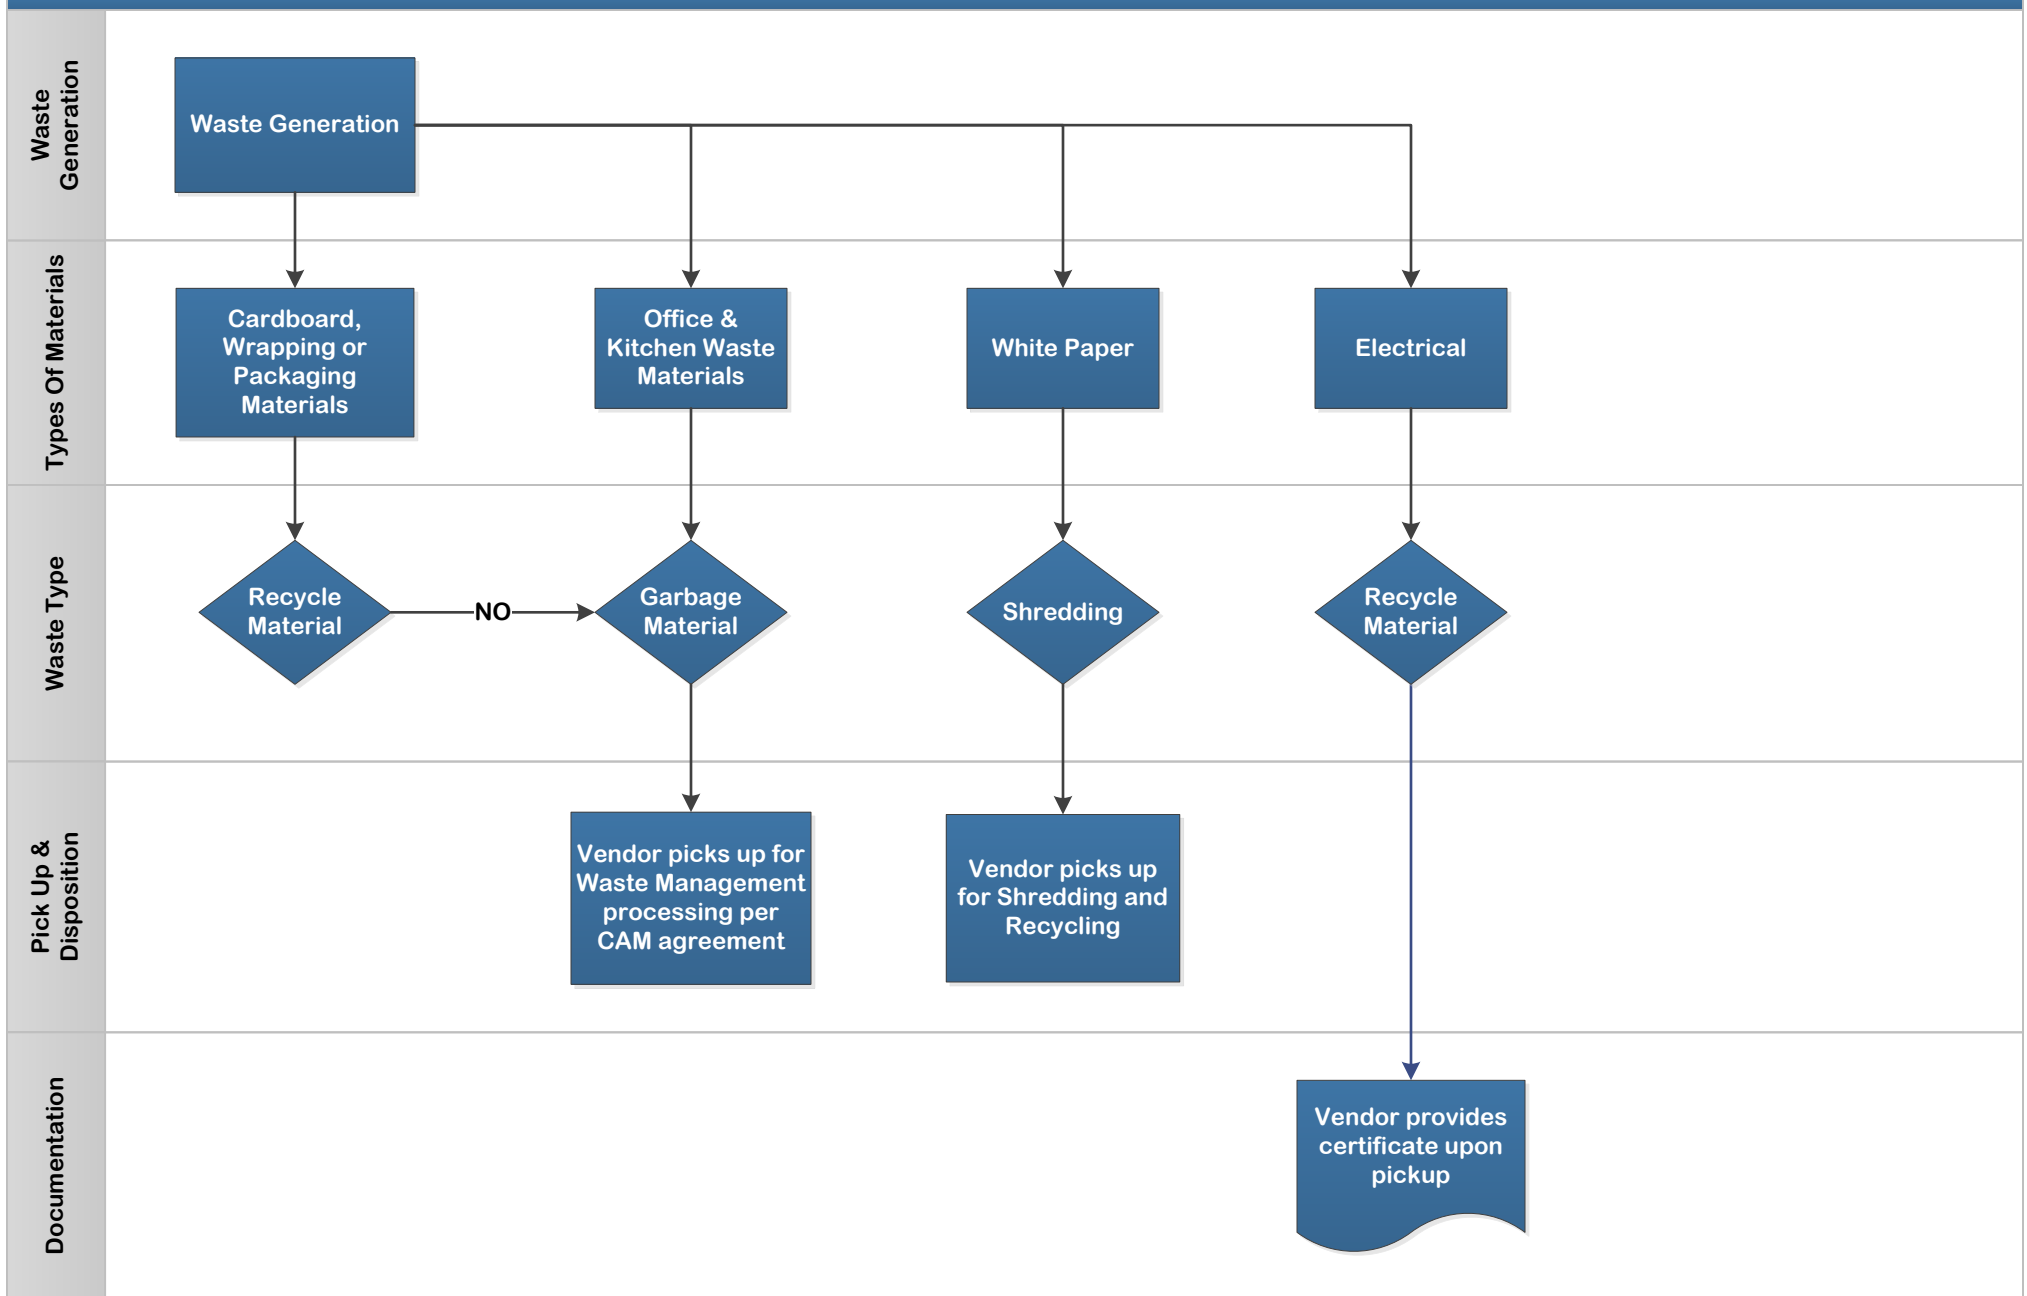 Waste
Generation
Waste Generation
Types Of Materials
Cardboard,
Wrapping or
Packaging
Materials
Office &
Kitchen Waste
Materials
White Paper
Electrical
Waste Type
Recycle
Material
NO
Garbage
Material
Shredding
Recycle
Material
Pick Up &
Disposition
Vendor picks up for
Waste Management
processing per
CAM agreement
Vendor picks up
for Shredding and
Recycling
Documentation
Vendor provides
certificate upon
pickup